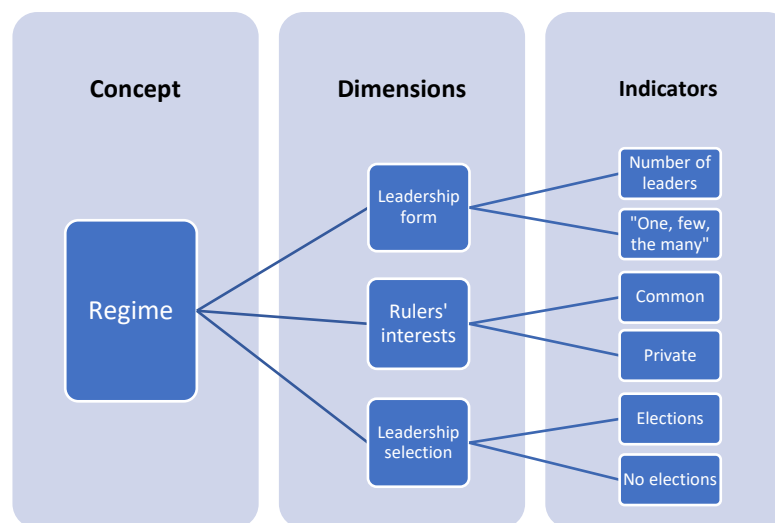 Concept
Dimensions
Indicators
Regime
Leadership
form
Rulers'
interests
Leadership
selection
Number of
leaders
"One, few,
the many"
Common
Private
Elections
No elections